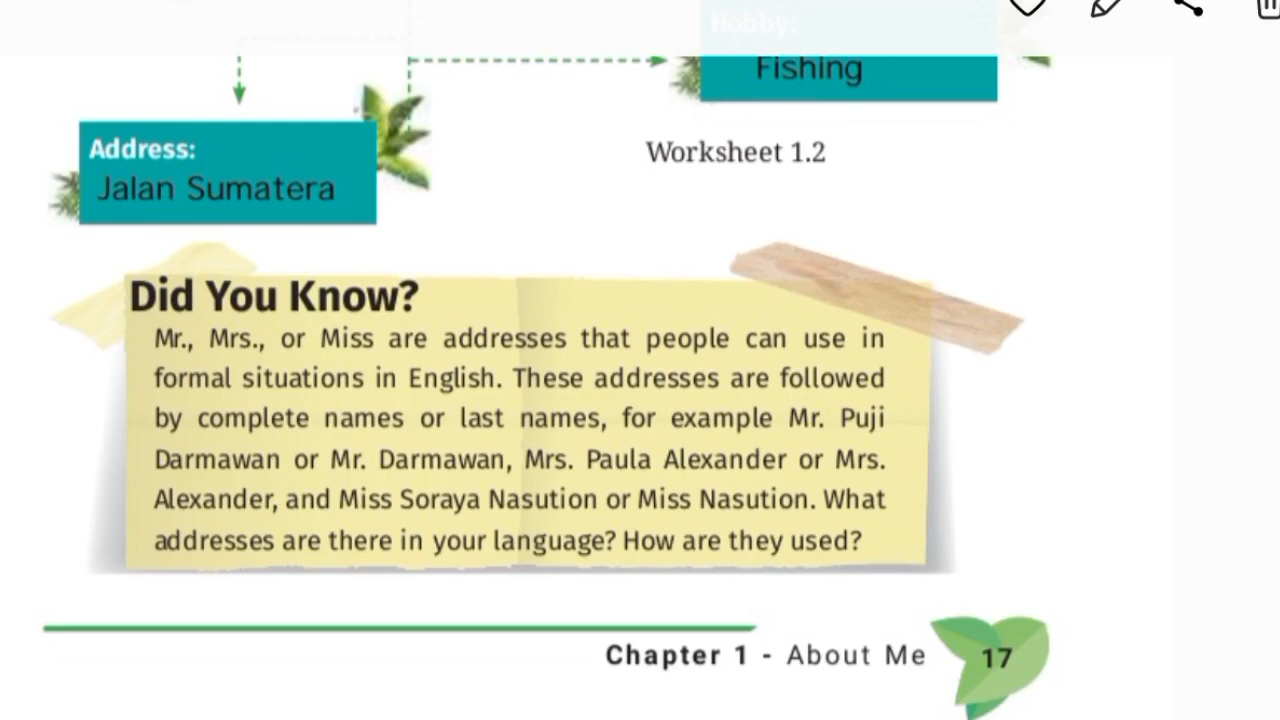 Hobby:
Fishing
Address:
Jalan Sumatera
Worksheet 1.2
Did You Know?
Mr., Mrs., or Miss are addresses that people can use in
formal situations in English. These addresses are followed
by complete names or last names, for example Mr. Puji
Darmawan or Mr. Darmawan, Mrs. Paula Alexander or Mrs.
Alexander, and Miss Soraya Nasution or Miss Nasution. What
addresses are there in your language? How are they used?
Chapter 1 - About Me
17